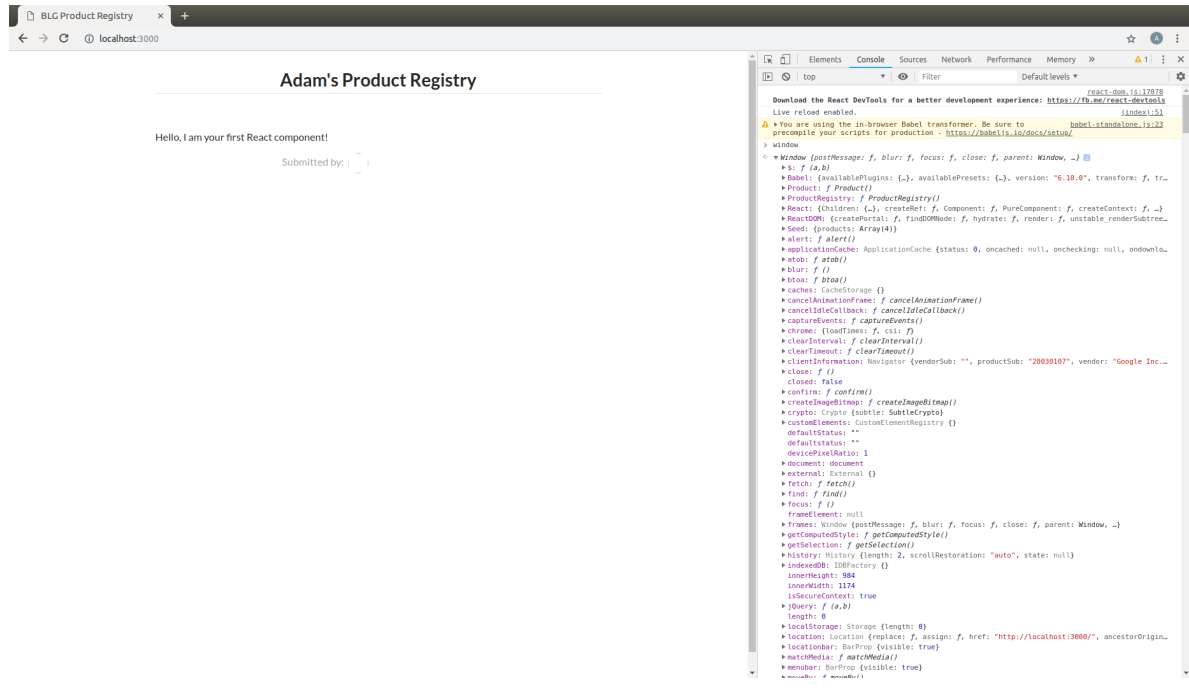 BLG Product Registry
localhost:3000
Adam's Product Registry
Hello, I am your first React component!
Submitted by:
Elements Console Sources Network Performance Memory » 1
top Filter Default levels ▼
react-dom.js:17078
Download the React DevTools for a better development experience: https://fb.me/react-devtools
Live reload enabled. (index):51
You are using the in-browser Babel transformer. Be sure to babel-standalone.js:23
precompile your scripts for production - https://babeljs.io/docs/setup/
> window
Window {postMessage: ƒ, blur: ƒ, focus: ƒ, close: ƒ, parent: Window, …}
$: ƒ (a,b)
Babel: {availablePlugins: {…}, availablePresets: {…}, version: "6.18.0", transform: ƒ, tr…
Product: ƒ Product()
ProductRegistry: ƒ ProductRegistry()
React: {Children: {…}, createRef: ƒ, Component: ƒ, PureComponent: ƒ, createContext: ƒ, …}
ReactDOM: {createPortal: ƒ, findDOMNode: ƒ, hydrate: ƒ, render: ƒ, unstable_renderSubtree…
Seed: {products: Array(4)}
alert: ƒ alert()
applicationCache: ApplicationCache {status: 0, oncached: null, onchecking: null, ondownlo…
atob: ƒ atob()
blur: ƒ ()
btoa: ƒ btoa()
caches: CacheStorage {}
cancelAnimationFrame: ƒ cancelAnimationFrame()
cancelIdleCallback: ƒ cancelIdleCallback()
captureEvents: ƒ captureEvents()
chrome: {loadTimes: ƒ, csi: ƒ}
clearInterval: ƒ clearInterval()
clearTimeout: ƒ clearTimeout()
clientInformation: Navigator {vendorSub: "", productSub: "20030107", vendor: "Google Inc.…
close: ƒ ()
closed: false
confirm: ƒ confirm()
createImageBitmap: ƒ createImageBitmap()
crypto: Crypto {subtle: SubtleCrypto}
customElements: CustomElementRegistry {}
defaultStatus: ""
defaultstatus: ""
devicePixelRatio: 1
document: document
external: External {}
fetch: ƒ fetch()
find: ƒ find()
focus: ƒ ()
frameElement: null
frames: Window {postMessage: ƒ, blur: ƒ, focus: ƒ, close: ƒ, parent: Window, …}
getComputedStyle: ƒ getComputedStyle()
getSelection: ƒ getSelection()
history: History {length: 2, scrollRestoration: "auto", state: null}
indexedDB: IDBFactory {}
innerHeight: 984
innerWidth: 1174
isSecureContext: true
jQuery: ƒ (a,b)
length: 0
localStorage: Storage {length: 0}
location: Location {replace: ƒ, assign: ƒ, href: "http://localhost:3000/", ancestorOrigin…
locationbar: BarProp {visible: true}
matchMedia: ƒ matchMedia()
menubar: BarProp {visible: true}
moveBy: ƒ moveBy()